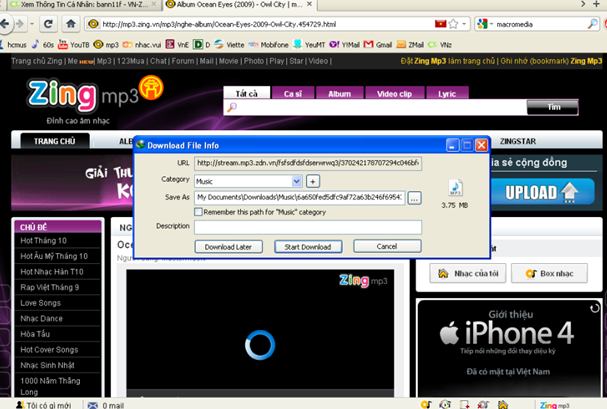 Xem Thông Tin Cá Nhân: bann11f - VN-Z... Album Ocean Eyes (2009) - Owl City | m...
http://mp3.zing.vn/mp3/nghe-album/Ocean-Eyes-2009-Owl-City.454729.html
macromedia
hcmus 60s YouTB mp3 nhac.vui VnE D Viette Mobifone YeuMT Y!Mail Gmail ZMail VNz
Trang chủ Zing | Me NEW | Mp3 | 123Mua | Chat | Forum | Mail | Movie | Photo | Play | Star | Video |
Đặt Zing Mp3 làm trang chủ | Ghi nhớ (bookmark) Zing Mp3
Zing mp3
Đỉnh cao âm nhạc
Tất cả Ca sĩ Album Video clip Lyric
Tìm
TRANG CHỦ ALB ZINGSTAR
Download File Info
URL http://stream.mp3.zdn.vn/fsfsdfdsfdserwrwq3/370242178707294c046bf
Category Music +
Save As My Documents\Downloads\Music\6a650fed5dfc9af72a63b246f6954 ...
3.75 MB
Remember this path for "Music" category
Description
Download Later Start Download Cancel
GIẢI THƯ
ia sẻ cộng đồng
UPLOAD
CHỦ ĐỀ
Hot Tháng 10
Hot Âu Mỹ Tháng 10
Hot Nhạc Hàn T10
Rap Việt Tháng 9
Love Songs
Nhạc Dance
Hòa Tấu
Hot Cover Songs
Nhạc Sinh Nhật
1000 Năm Thăng
Long
Zing mp3
Nhạc của tôi Box nhạc
Giới thiệu
iPhone 4
Tiếp nối những đổi thay diệu kỳ
Đã có mặt tại Việt Nam
Tôi có gì mới 0 mail
Zing mp3